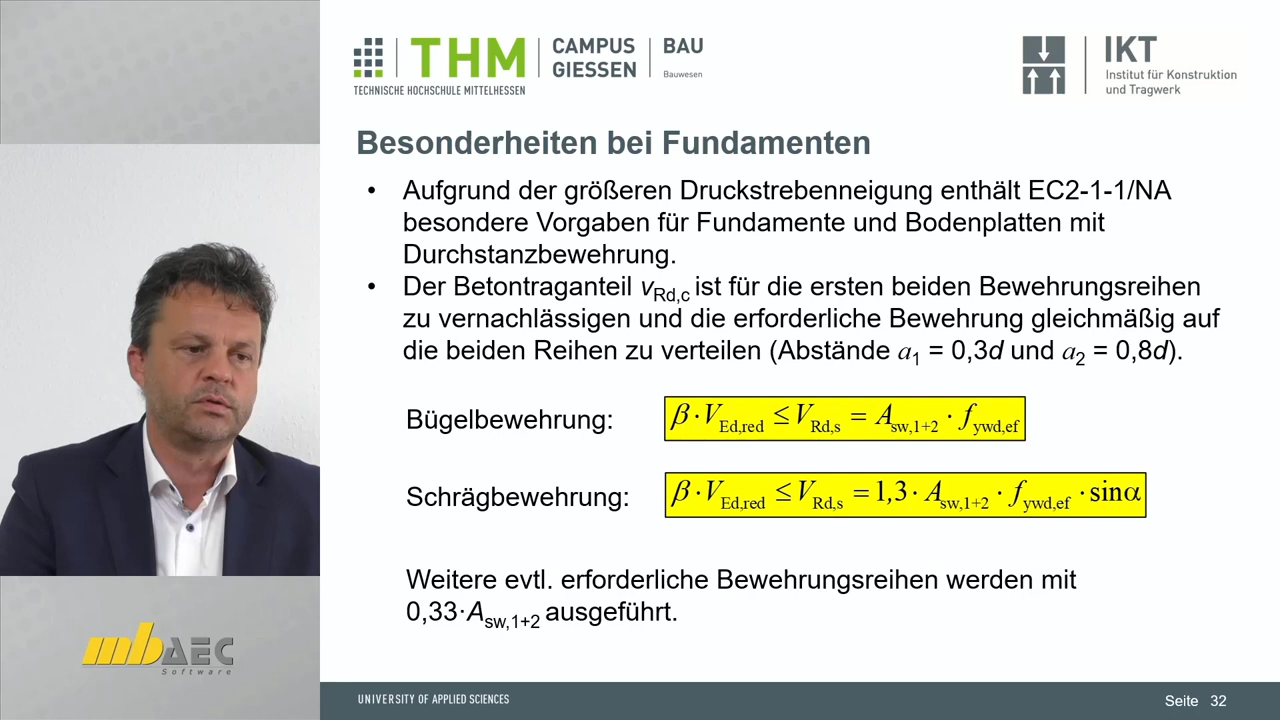 THM CAMPUS GIESSEN BAU
Bauwesen
TECHNISCHE HOCHSCHULE MITTELHESSEN
IKT
Institut für Konstruktion
und Tragwerk
Besonderheiten bei Fundamenten
• Aufgrund der größeren Druckstrebenneigung enthält EC2-1-1/NA
besondere Vorgaben für Fundamente und Bodenplatten mit
Durchstanzbewehrung.
• Der Betontraganteil vRd,c ist für die ersten beiden Bewehrungsreihen
zu vernachlässigen und die erforderliche Bewehrung gleichmäßig auf
die beiden Reihen zu verteilen (Abstände a1 = 0,3d und a2 = 0,8d).
Bügelbewehrung: β · VEd,red ≤ VRd,s = Asw,1+2 · fywd,ef
Schrägbewehrung: β · VEd,red ≤ VRd,s = 1,3 · Asw,1+2 · fywd,ef · sinα
Weitere evtl. erforderliche Bewehrungsreihen werden mit
0,33·Asw,1+2 ausgeführt.
mb AEC
Software
UNIVERSITY OF APPLIED SCIENCES
Seite 32